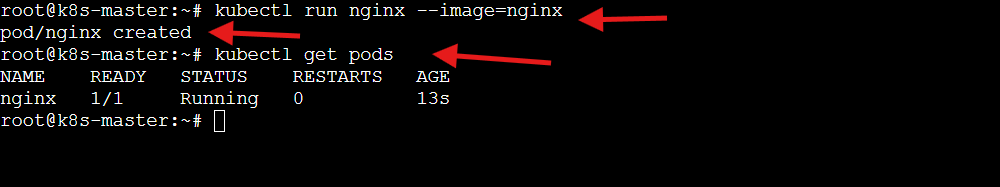 root@k8s-master:~# kubectl run nginx --image=nginx
pod/nginx created
root@k8s-master:~# kubectl get pods
NAME    READY   STATUS    RESTARTS   AGE
nginx   1/1     Running   0          13s
root@k8s-master:~#